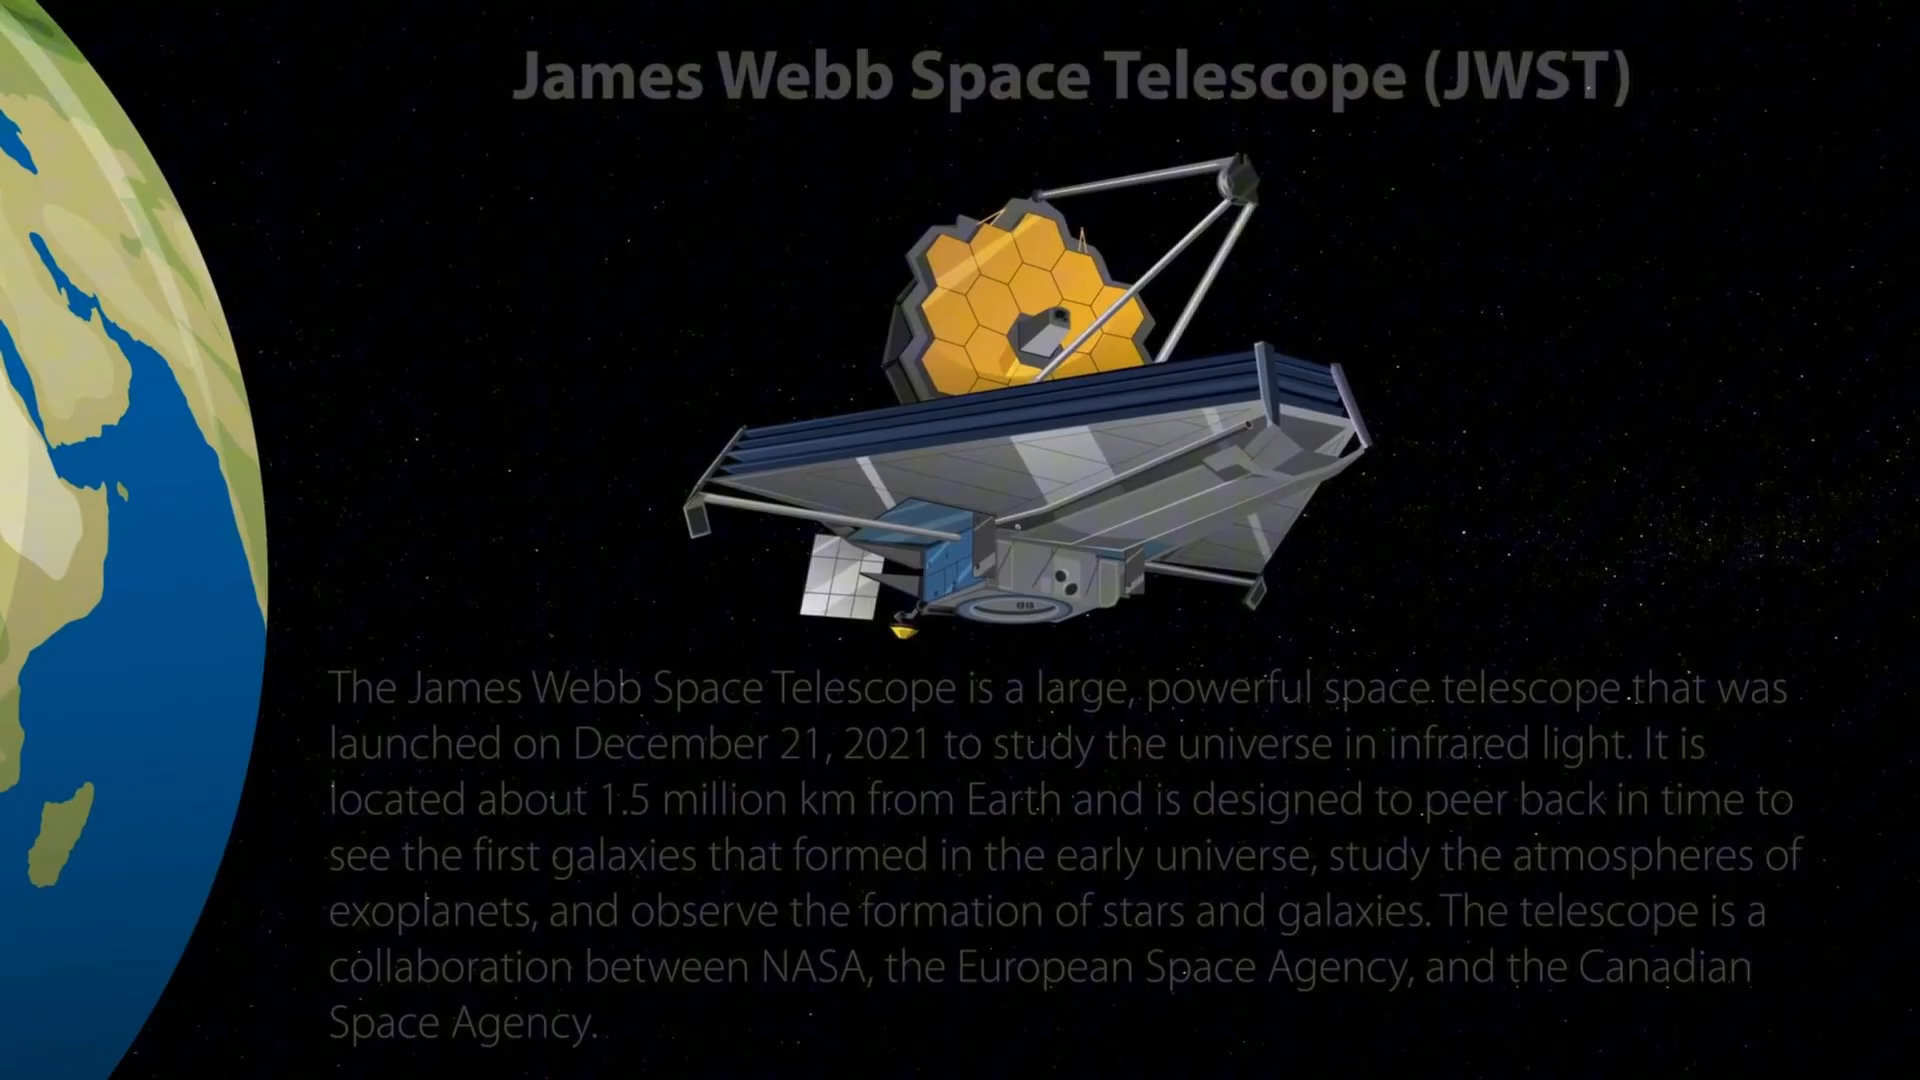 James Webb Space Telescope (JWST)
The James Webb Space Telescope is a large, powerful space telescope that was
launched on December 21, 2021 to study the universe in infrared light. It is
located about 1.5 million km from Earth and is designed to peer back in time to
see the first galaxies that formed in the early universe, study the atmospheres of
exoplanets, and observe the formation of stars and galaxies. The telescope is a
collaboration between NASA, the European Space Agency, and the Canadian
Space Agency.